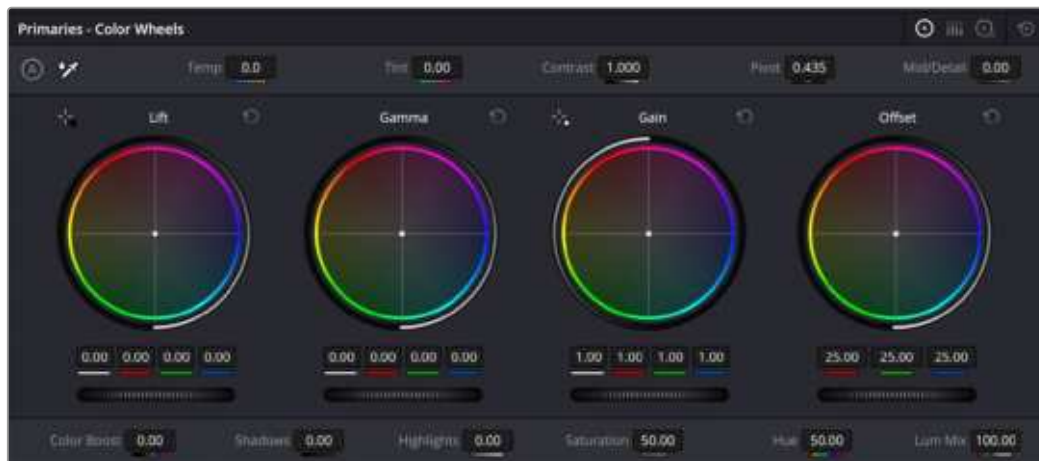 Primaries - Color Wheels
A Temp 0.0 Tint 0.00 Contrast 1.000 Pivot 0.435 Mid/Detail 0.00
Lift Gamma Gain Offset
0.00 0.00 0.00 0.00 0.00 0.00 0.00 0.00 1.00 1.00 1.00 1.00 25.00 25.00 25.00
Color Boost 0.00 Shadows 0.00 Highlights 0.00 Saturation 50.00 Hue 50.00 Lum Mix 100.00